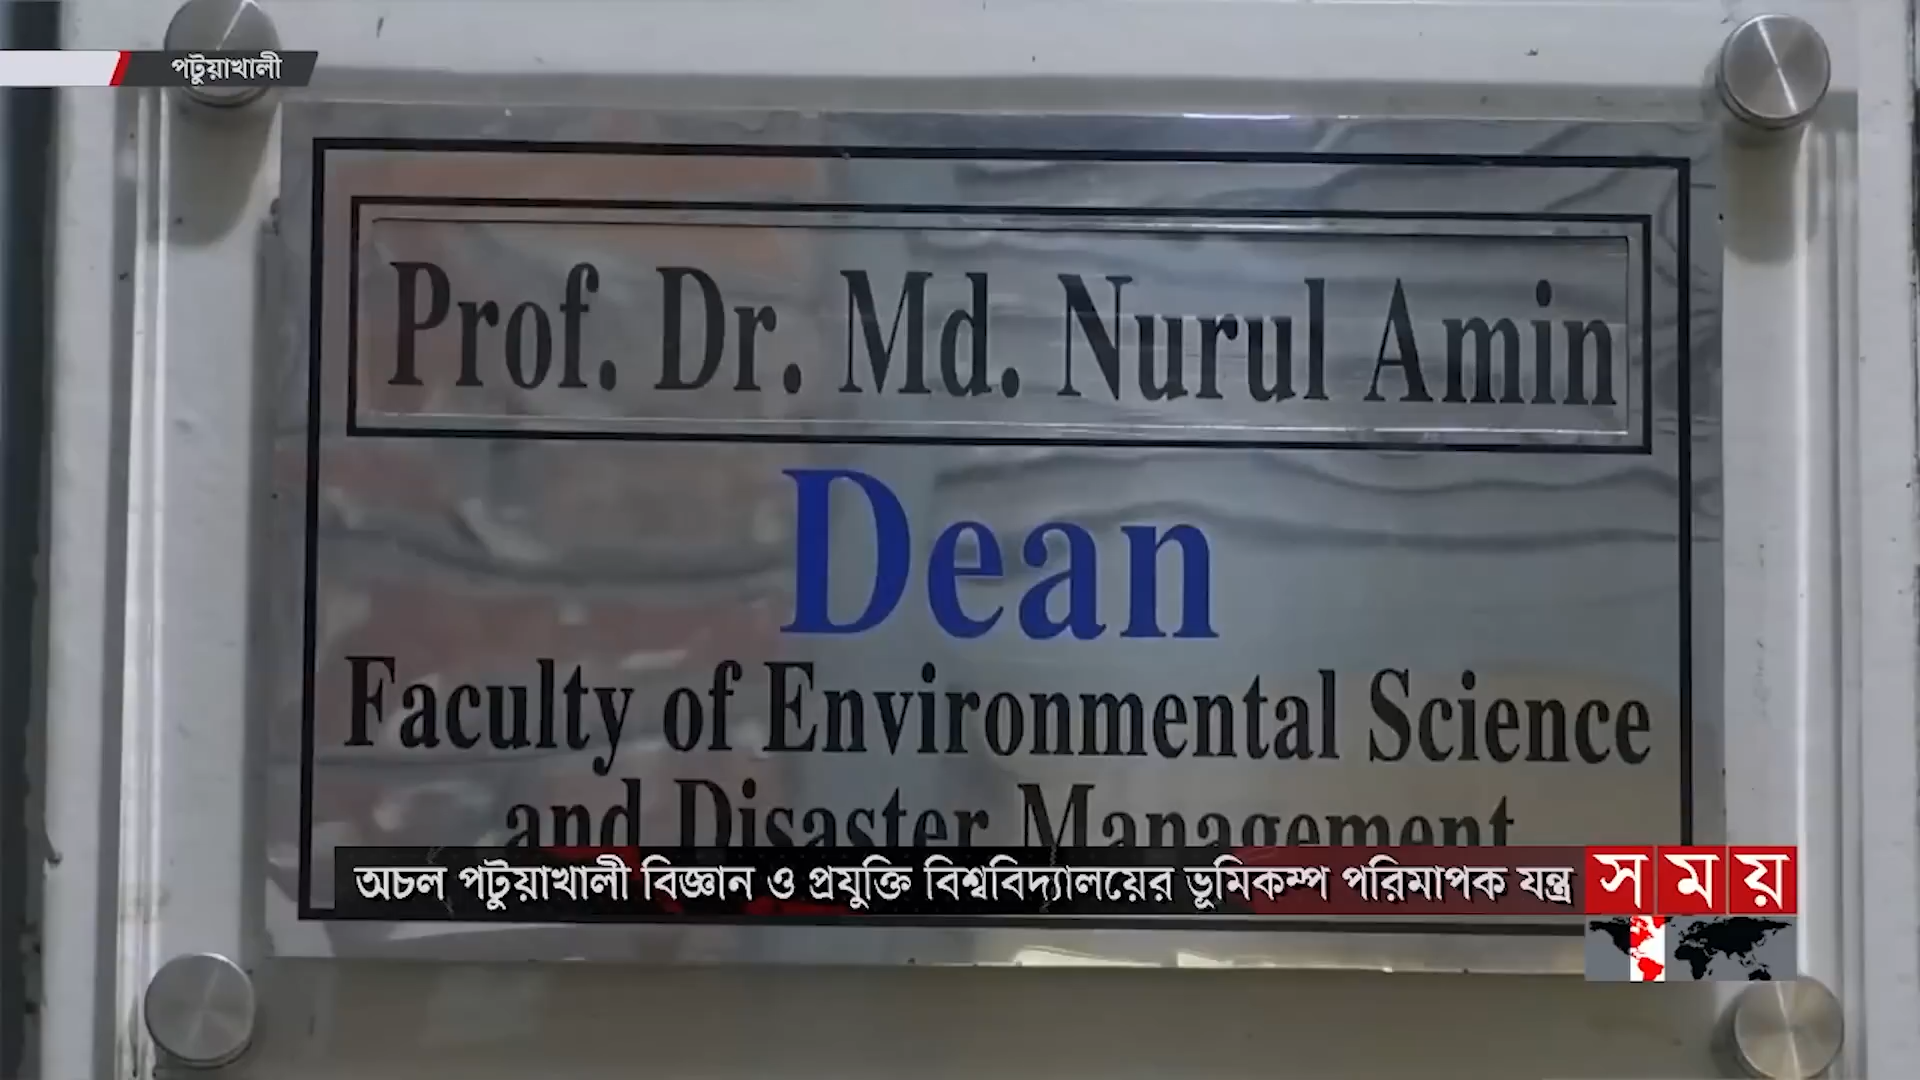 পটুয়াখালী
Prof. Dr. Md. Nurul Amin
Dean
Faculty of Environmental Science
and Disaster Management
অচল পটুয়াখালী বিজ্ঞান ও প্রযুক্তি বিশ্ববিদ্যালয়ের ভূমিকম্প পরিমাপক যন্ত্র
সময়